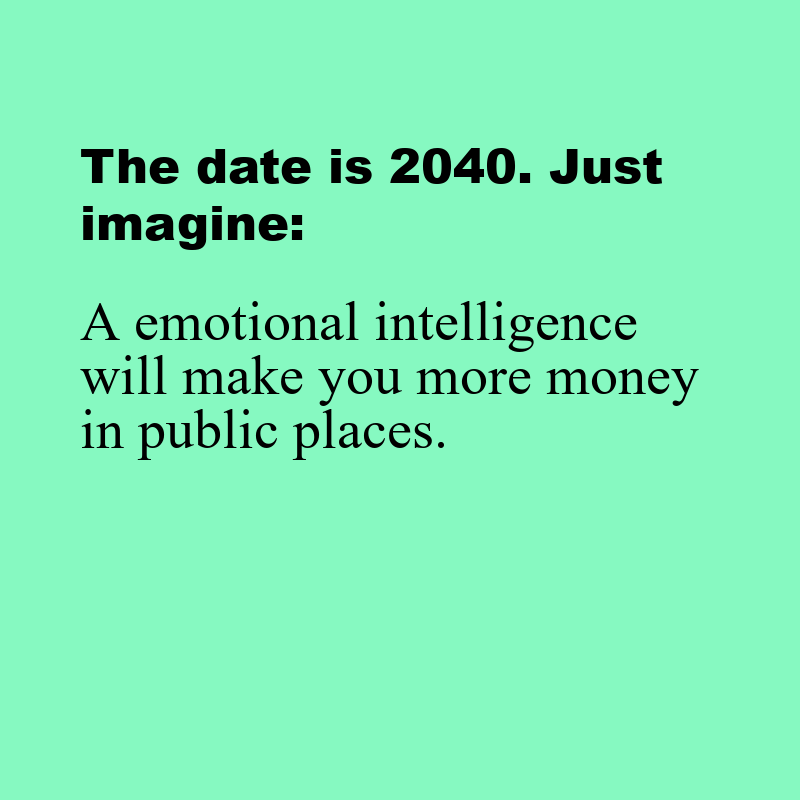 The date is 2040. Just
imagine:
A emotional intelligence
will make you more money
in public places.